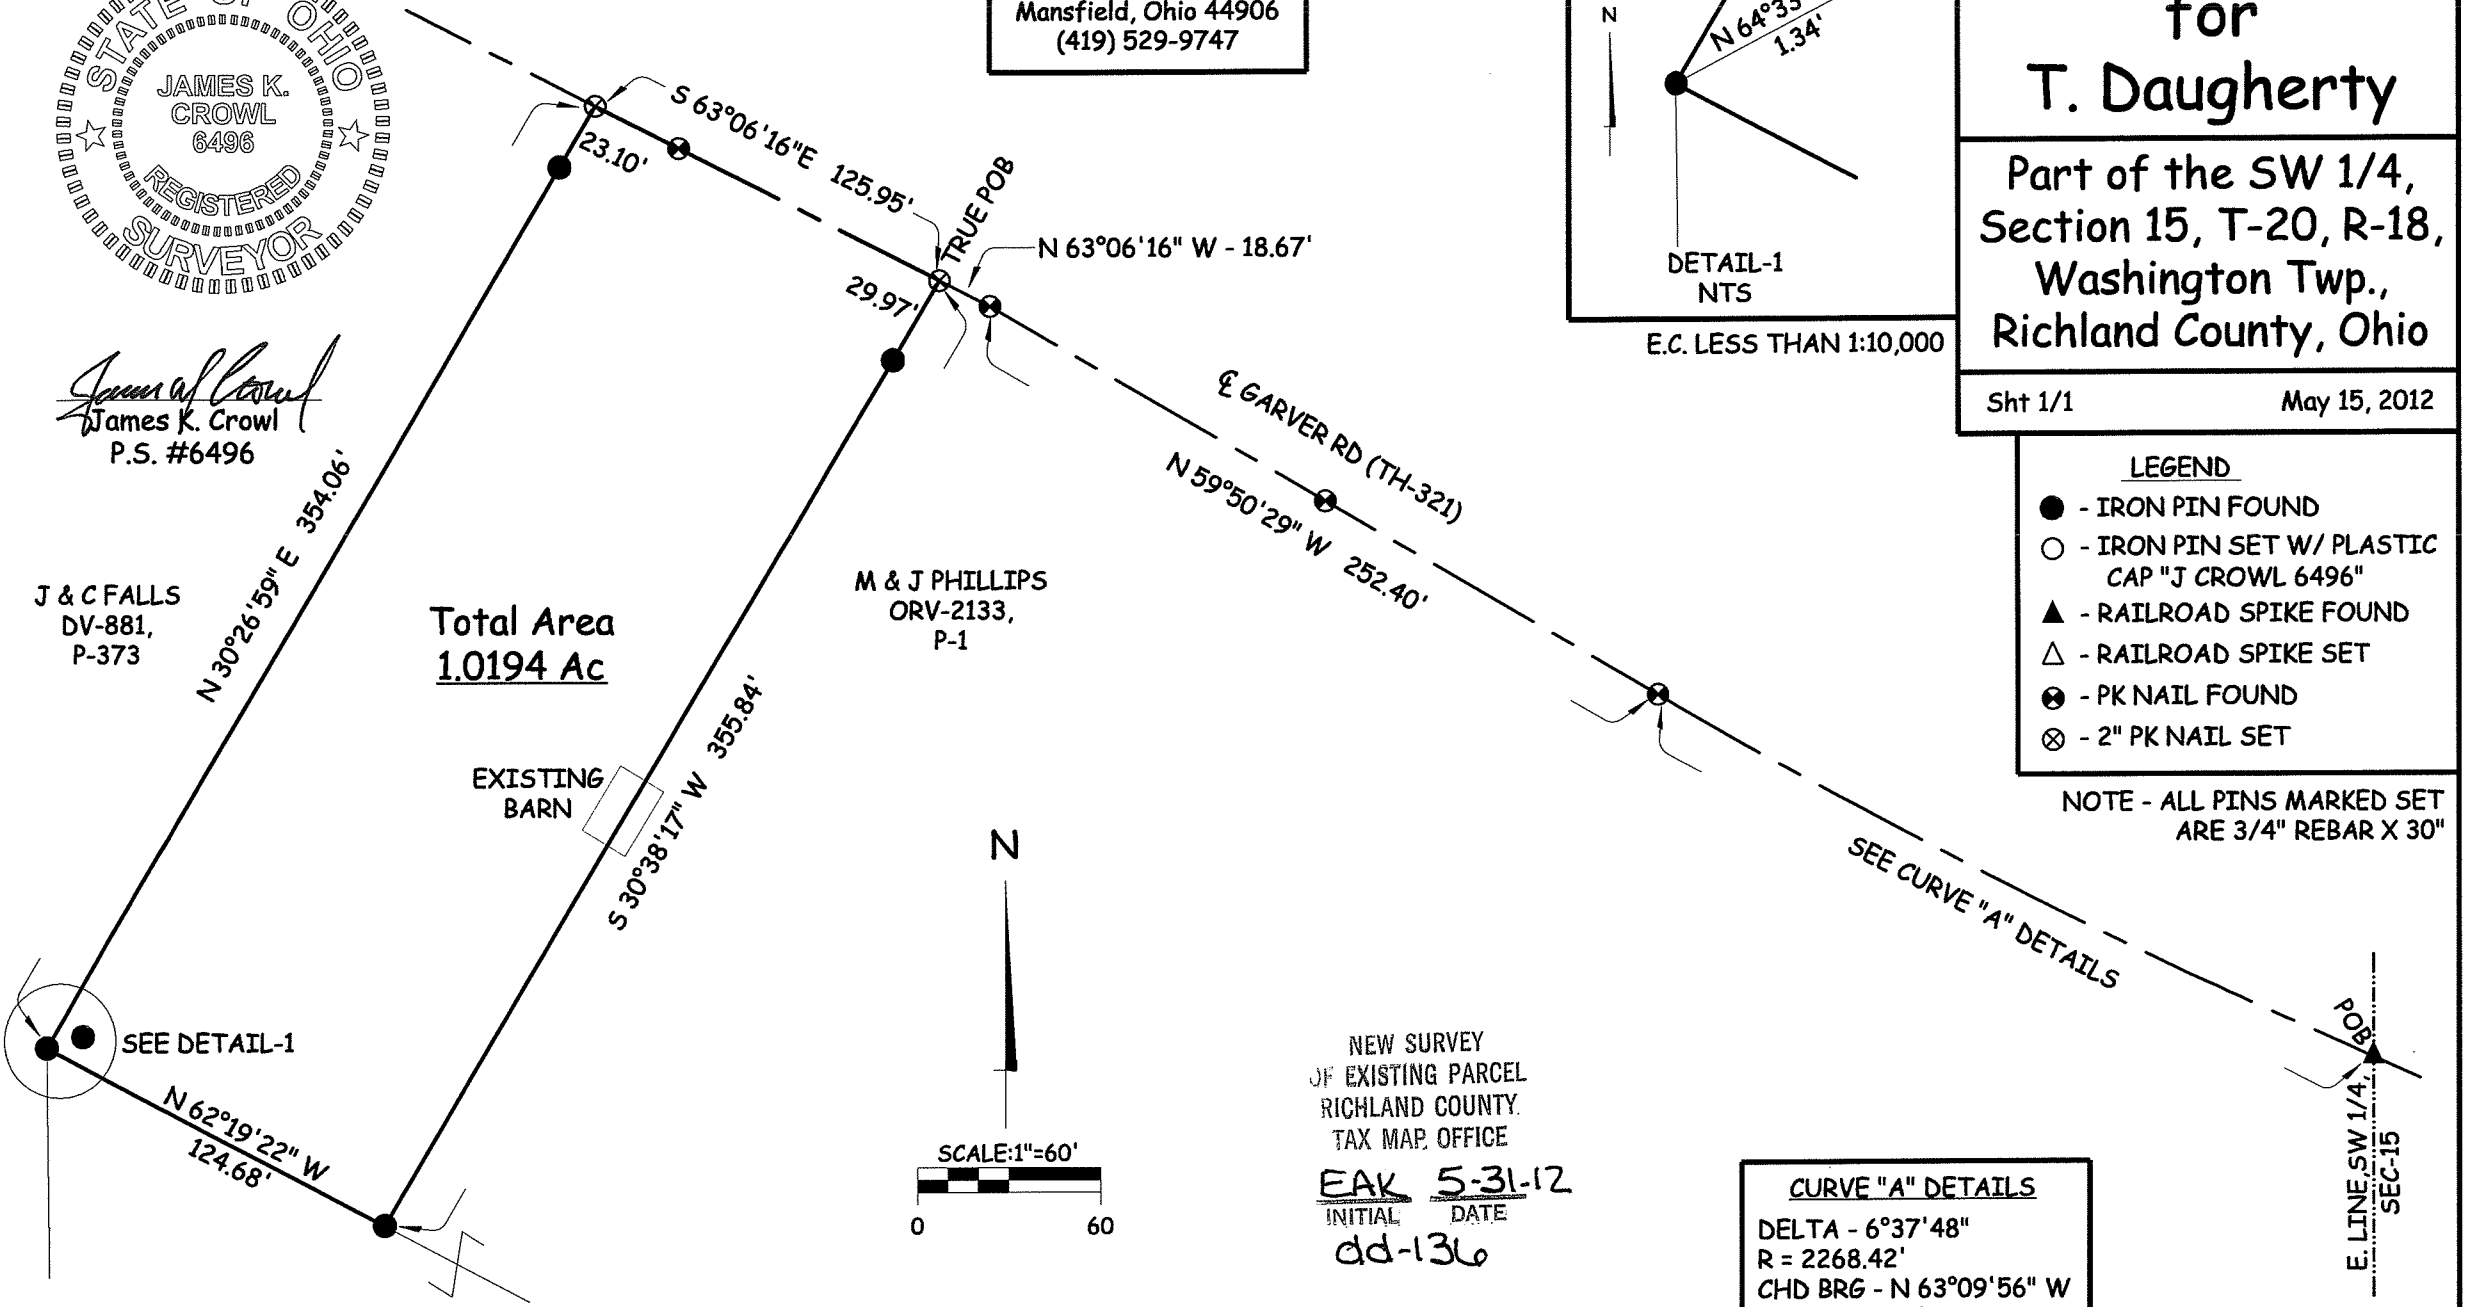 STATE OF OHIO
JAMES K.
CROWL
6496
REGISTERED
SURVEYOR
James K. Crowl
P.S. #6496
Mansfield, Ohio 44906
(419) 529-9747
S 63°06'16"E 125.95'
23.10'
TRUE POB
N 63°06'16" W - 18.67'
29.97'
N
N 64°33'
1.34'
DETAIL-1
NTS
E.C. LESS THAN 1:10,000
for
T. Daugherty
Part of the SW 1/4,
Section 15, T-20, R-18,
Washington Twp.,
Richland County, Ohio
Sht 1/1 May 15, 2012
LEGEND
- IRON PIN FOUND
- IRON PIN SET W/ PLASTIC
CAP "J CROWL 6496"
- RAILROAD SPIKE FOUND
- RAILROAD SPIKE SET
- PK NAIL FOUND
- 2" PK NAIL SET
NOTE - ALL PINS MARKED SET
ARE 3/4" REBAR X 30"
℄ GARVER RD (TH-321)
N 59°50'29" W 252.40'
N 30°26'59" E 354.06'
J & C FALLS
DV-881,
P-373
Total Area
1.0194 Ac
M & J PHILLIPS
ORV-2133,
P-1
EXISTING
BARN
S 30°38'17" W 355.84'
SEE CURVE "A" DETAILS
POB
E. LINE,SW 1/4,
SEC-15
SEE DETAIL-1
N 62°19'22" W
124.68'
N
SCALE:1"=60'
0 60
NEW SURVEY
OF EXISTING PARCEL
RICHLAND COUNTY
TAX MAP OFFICE
EAK 5-31-12
INITIAL DATE
dd-136
CURVE "A" DETAILS
DELTA - 6°37'48"
R = 2268.42'
CHD BRG - N 63°09'56" W